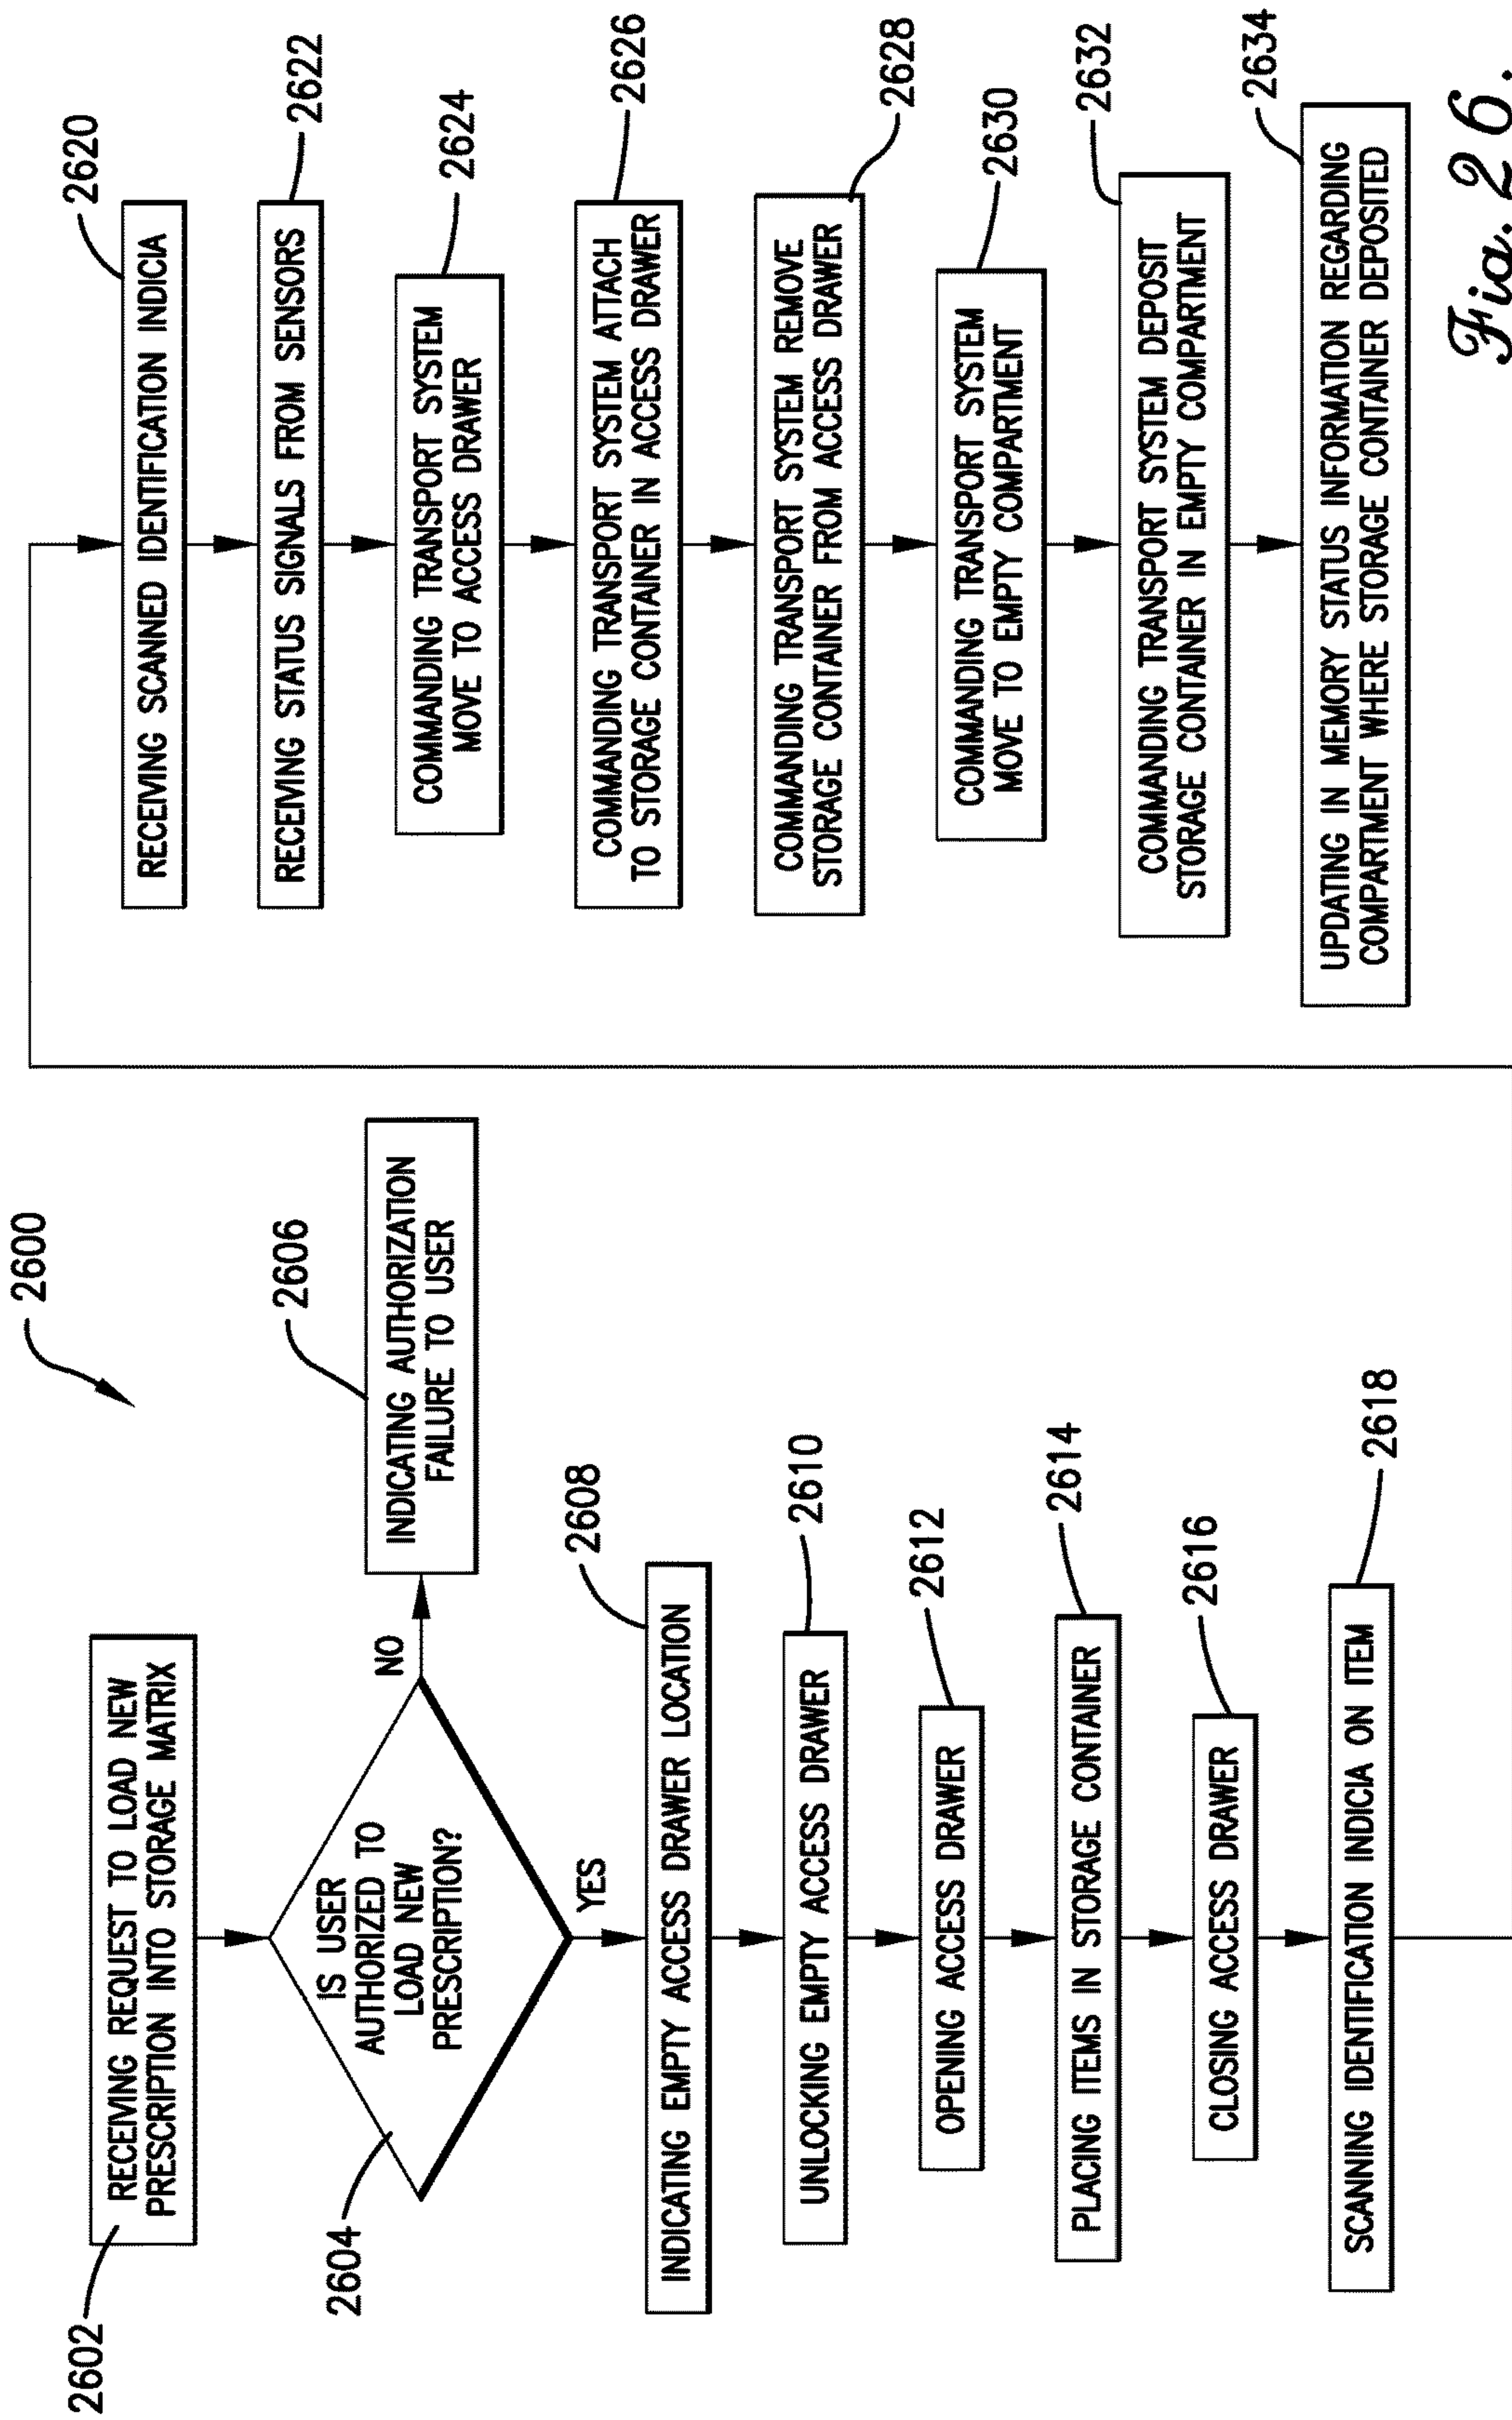 2600
2602
RECEIVING REQUEST TO LOAD NEW
PRESCRIPTION INTO STORAGE MATRIX
2604
IS USER
AUTHORIZED TO
LOAD NEW
PRESCRIPTION?
NO
2606
INDICATING AUTHORIZATION
FAILURE TO USER
YES
2608
INDICATING EMPTY ACCESS DRAWER LOCATION
2610
UNLOCKING EMPTY ACCESS DRAWER
2612
OPENING ACCESS DRAWER
2614
PLACING ITEMS IN STORAGE CONTAINER
2616
CLOSING ACCESS DRAWER
2618
SCANNING IDENTIFICATION INDICIA ON ITEM
2620
RECEIVING SCANNED IDENTIFICATION INDICIA
2622
RECEIVING STATUS SIGNALS FROM SENSORS
2624
COMMANDING TRANSPORT SYSTEM
MOVE TO ACCESS DRAWER
2626
COMMANDING TRANSPORT SYSTEM ATTACH
TO STORAGE CONTAINER IN ACCESS DRAWER
2628
COMMANDING TRANSPORT SYSTEM REMOVE
STORAGE CONTAINER FROM ACCESS DRAWER
2630
COMMANDING TRANSPORT SYSTEM
MOVE TO EMPTY COMPARTMENT
2632
COMMANDING TRANSPORT SYSTEM DEPOSIT
STORAGE CONTAINER IN EMPTY COMPARTMENT
2634
UPDATING IN MEMORY STATUS INFORMATION REGARDING
COMPARTMENT WHERE STORAGE CONTAINER DEPOSITED
Fig. 26.